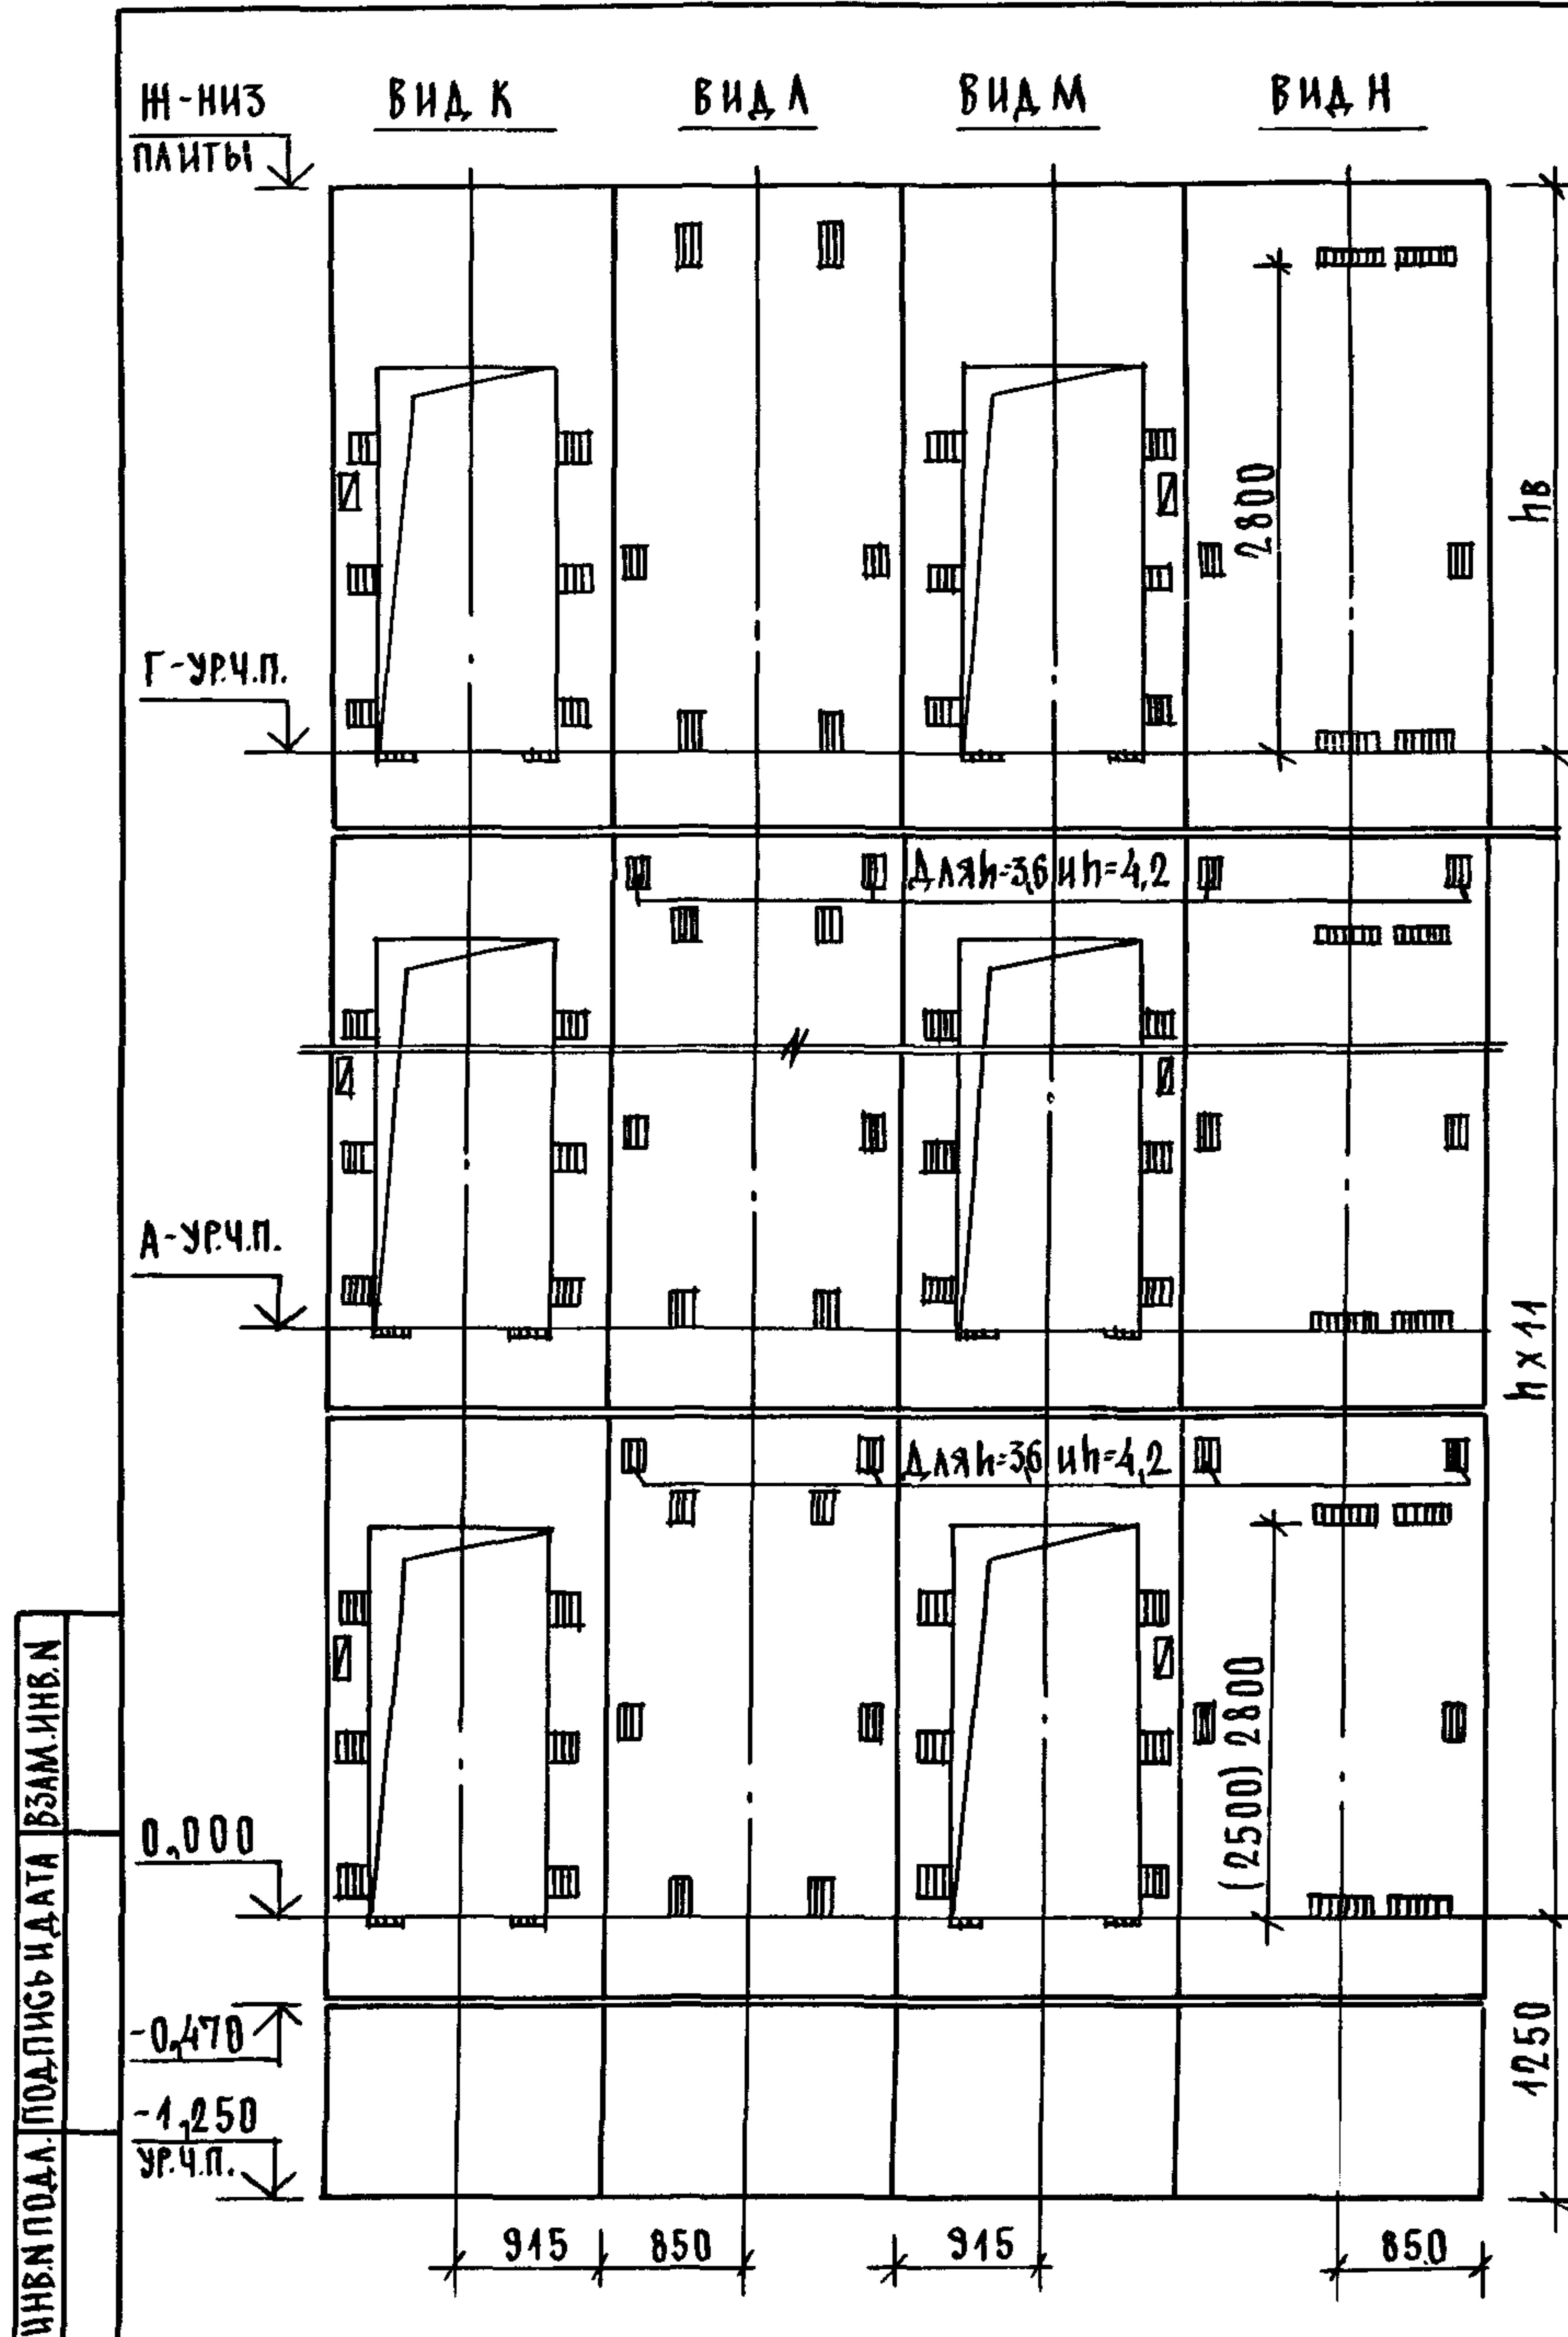 Ж-НИЗ
ПЛИТЫ
ВИД К
ВИД Л
ВИД М
ВИД Н
2800
hв
Г-УР.Ч.П.
Для h=3,6 и h=4,2
А-УР.Ч.П.
h x 11
Для h=3,6 и h=4,2
(2500) 2800
0,000
-0,470
-1,250
УР.Ч.П.
1250
915
850
915
850
ВЗАМ.ИНВ.N
ПОДПИСЬ И ДАТА
ИНВ.N ПОДЛ.